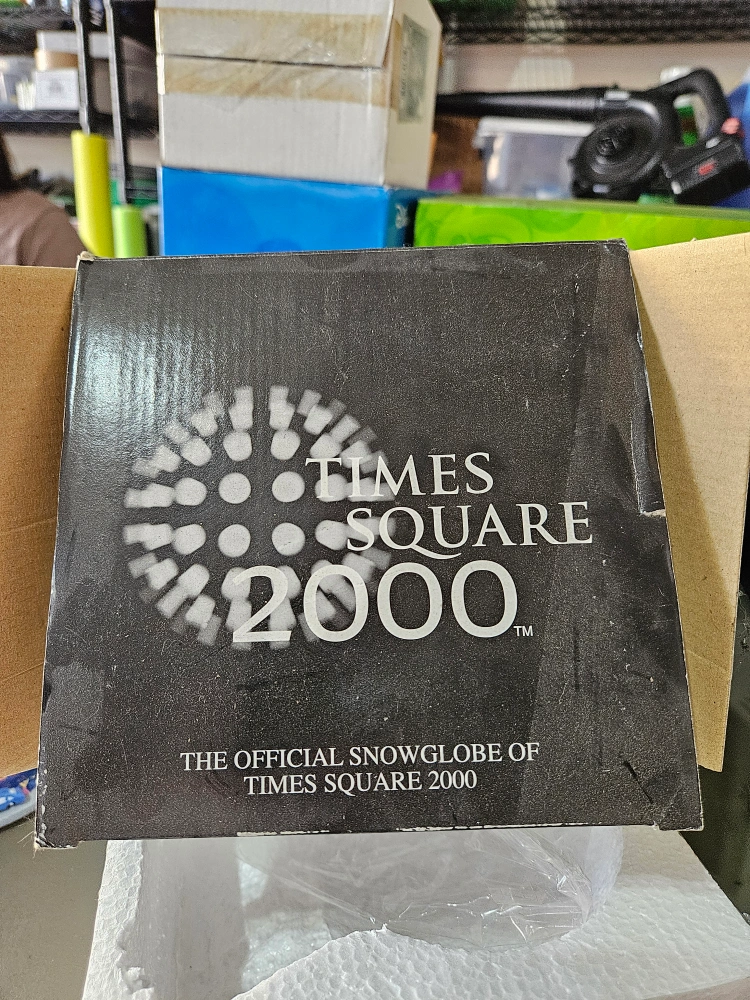 TIMES
SQUARE
2000™
THE OFFICIAL SNOWGLOBE OF
TIMES SQUARE 2000